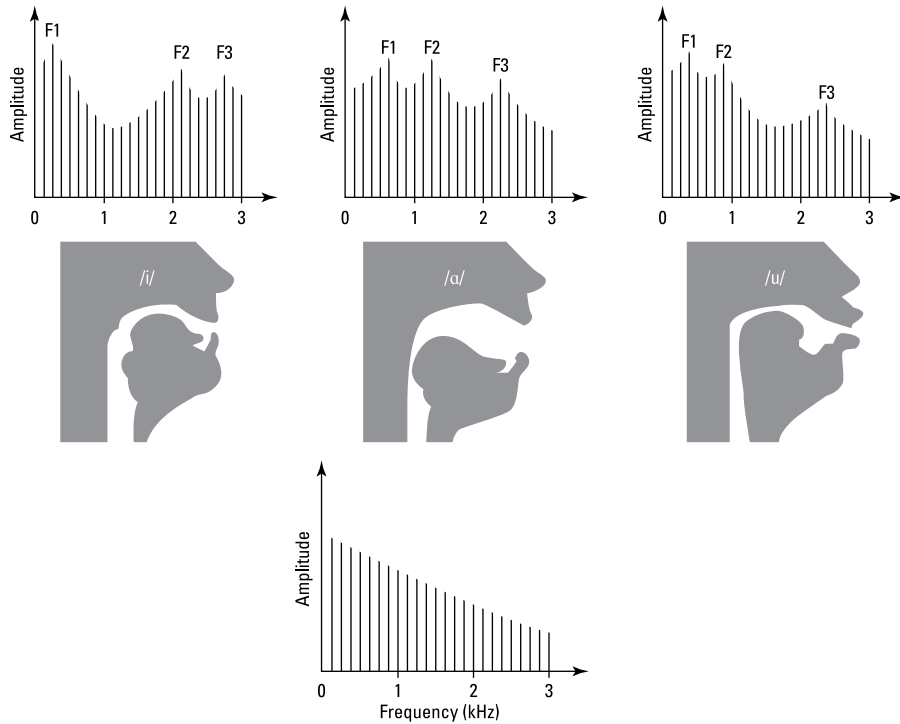 F1 F2 F3
Amplitude
0 1 2 3
F1 F2 F3
Amplitude
0 1 2 3
F1 F2 F3
Amplitude
0 1 2 3
/i/
/ɑ/
/u/
Amplitude
0 1 2 3
Frequency (kHz)